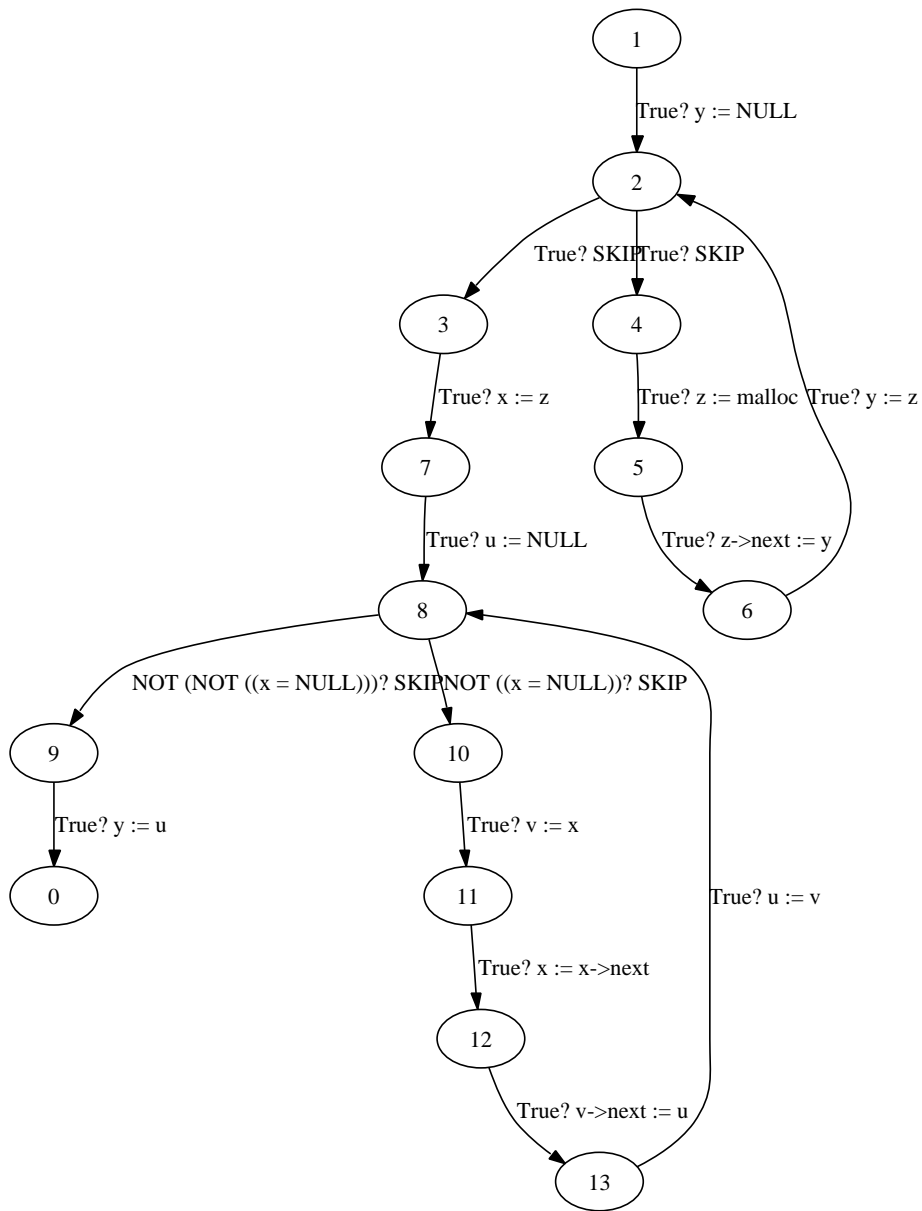 1
True? y := NULL
2
True? SKIP
True? SKIP
3
4
True? x := z
True? z := malloc
True? y := z
7
5
True? u := NULL
True? z->next := y
8
6
NOT (NOT ((x = NULL)))? SKIP
NOT ((x = NULL))? SKIP
9
10
True? y := u
True? v := x
0
11
True? u := v
True? x := x->next
12
True? v->next := u
13